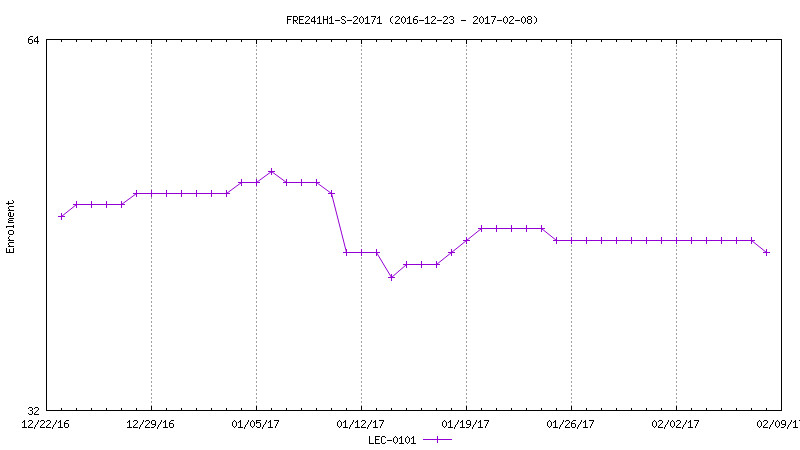 FRE241H1-S-20171 (2016-12-23 - 2017-02-08)
64
Enrolment
32
12/22/16 12/29/16 01/05/17 01/12/17 01/19/17 01/26/17 02/02/17 02/09/1
LEC-0101